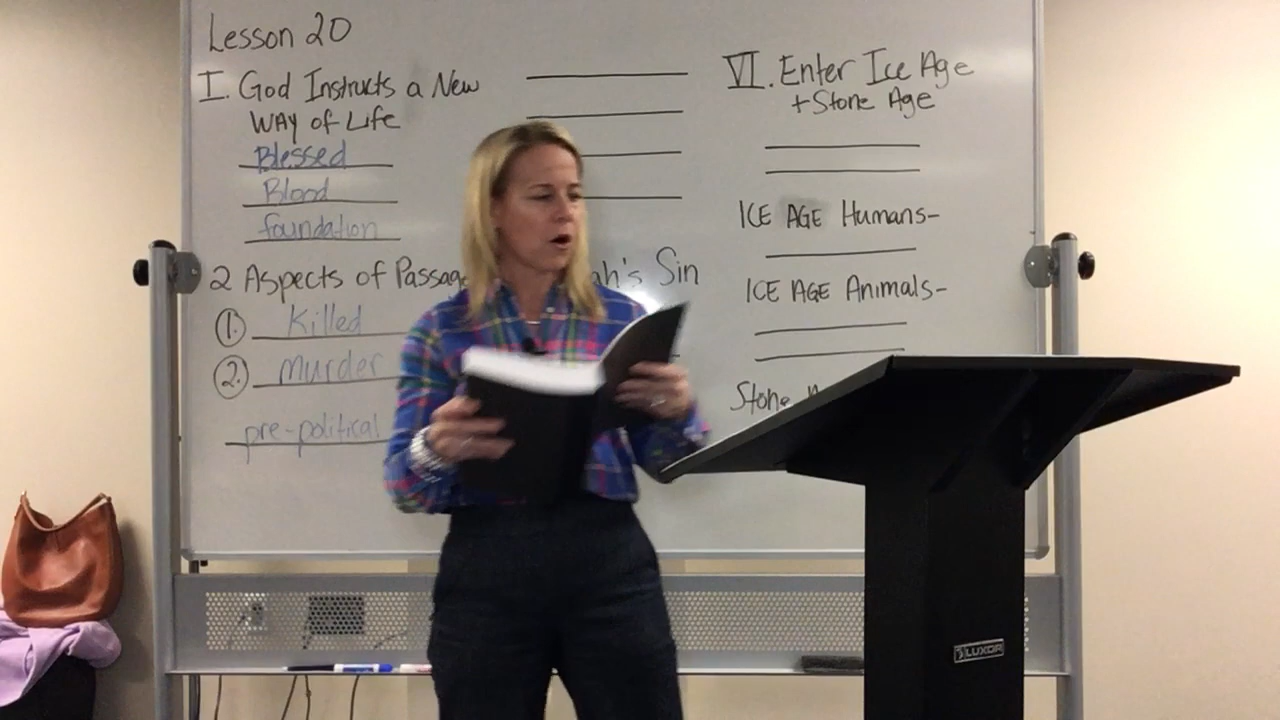 Lesson 20
I. God Instructs a New
WAY of Life
Blessed
Blood
foundation
2 Aspects of Passage
① Killed
② Murder
pre-political
ah's Sin
VI. Enter Ice Age
+ Stone Age
ICE AGE Humans-
ICE AGE Animals-
Stone
LUXOR